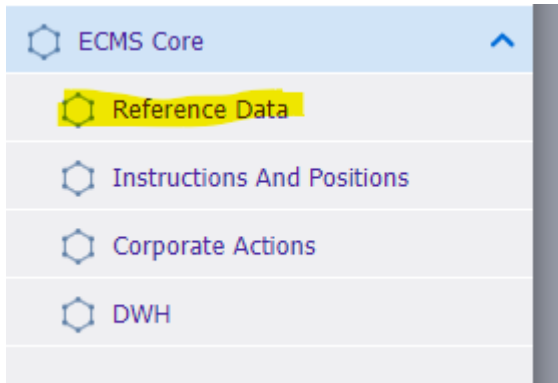 ECMS Core
Reference Data
Instructions And Positions
Corporate Actions
DWH